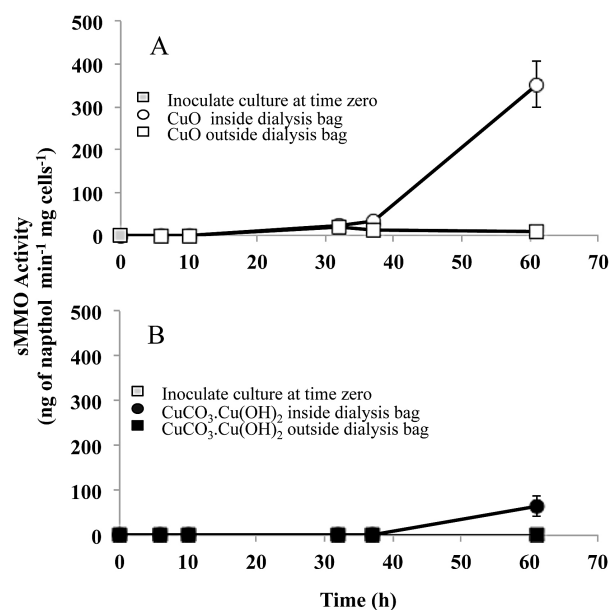 sMMO Activity
(ng of napthol min⁻¹ mg cells⁻¹)
500
400
300
200
100
0
A
Inoculate culture at time zero
CuO inside dialysis bag
CuO outside dialysis bag
0 10 20 30 40 50 60 70
500
400
300
200
100
0
B
Inoculate culture at time zero
CuCO₃.Cu(OH)₂ inside dialysis bag
CuCO₃.Cu(OH)₂ outside dialysis bag
0 10 20 30 40 50 60 70
Time (h)